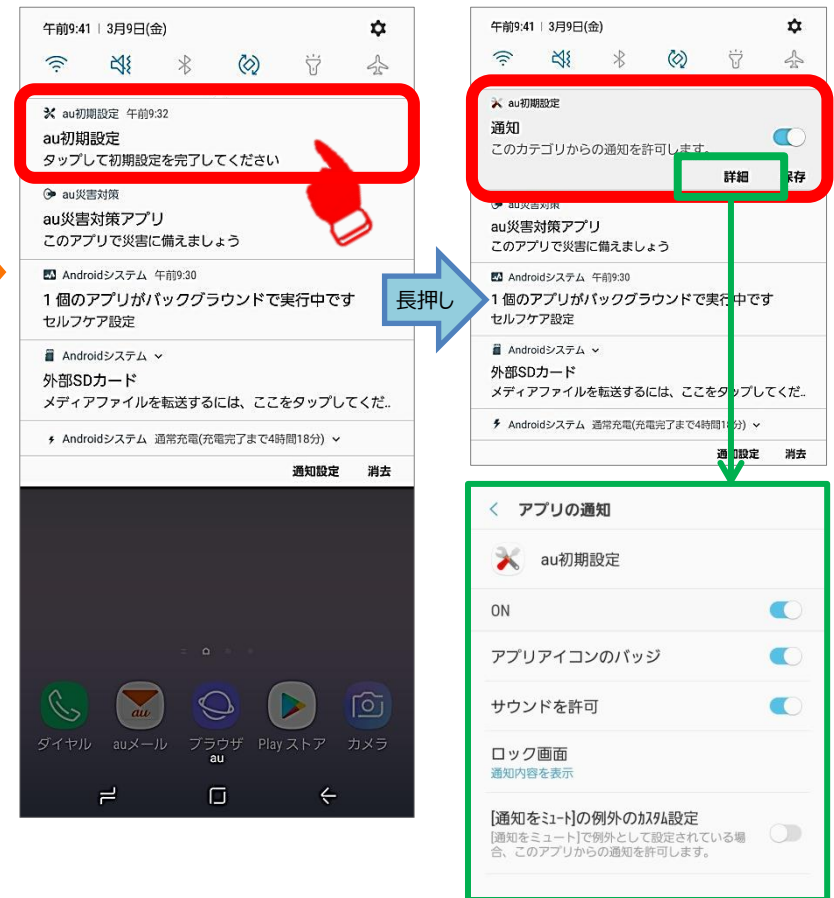 午前9:41 | 3月9日(金)
au初期設定 午前9:32
au初期設定
タップして初期設定を完了してください
au災害対策
au災害対策アプリ
このアプリで災害に備えましょう
Androidシステム 午前9:30
1 個のアプリがバックグラウンドで実行中です
セルフケア設定
Androidシステム
外部SDカード
メディアファイルを転送するには、ここをタップしてくだ..
Androidシステム 通常充電(充電完了まで4時間18分)
通知設定 消去
ダイヤル auメール ブラウザ Play ストア カメラ
au
au
長押し
午前9:41 | 3月9日(金)
au初期設定
通知
このカテゴリからの通知を許可します。
詳細 保存
au災害対策
au災害対策アプリ
このアプリで災害に備えましょう
Androidシステム 午前9:30
1 個のアプリがバックグラウンドで実行中です
セルフケア設定
Androidシステム
外部SDカード
メディアファイルを転送するには、ここをタップしてくだ..
Androidシステム 通常充電(充電完了まで4時間18分)
通知設定 消去
アプリの通知
au初期設定
ON
アプリアイコンのバッジ
サウンドを許可
ロック画面
通知内容を表示
[通知をミュート]の例外のカスタム設定
[通知をミュート]で例外として設定されている場
合、このアプリからの通知を許可します。